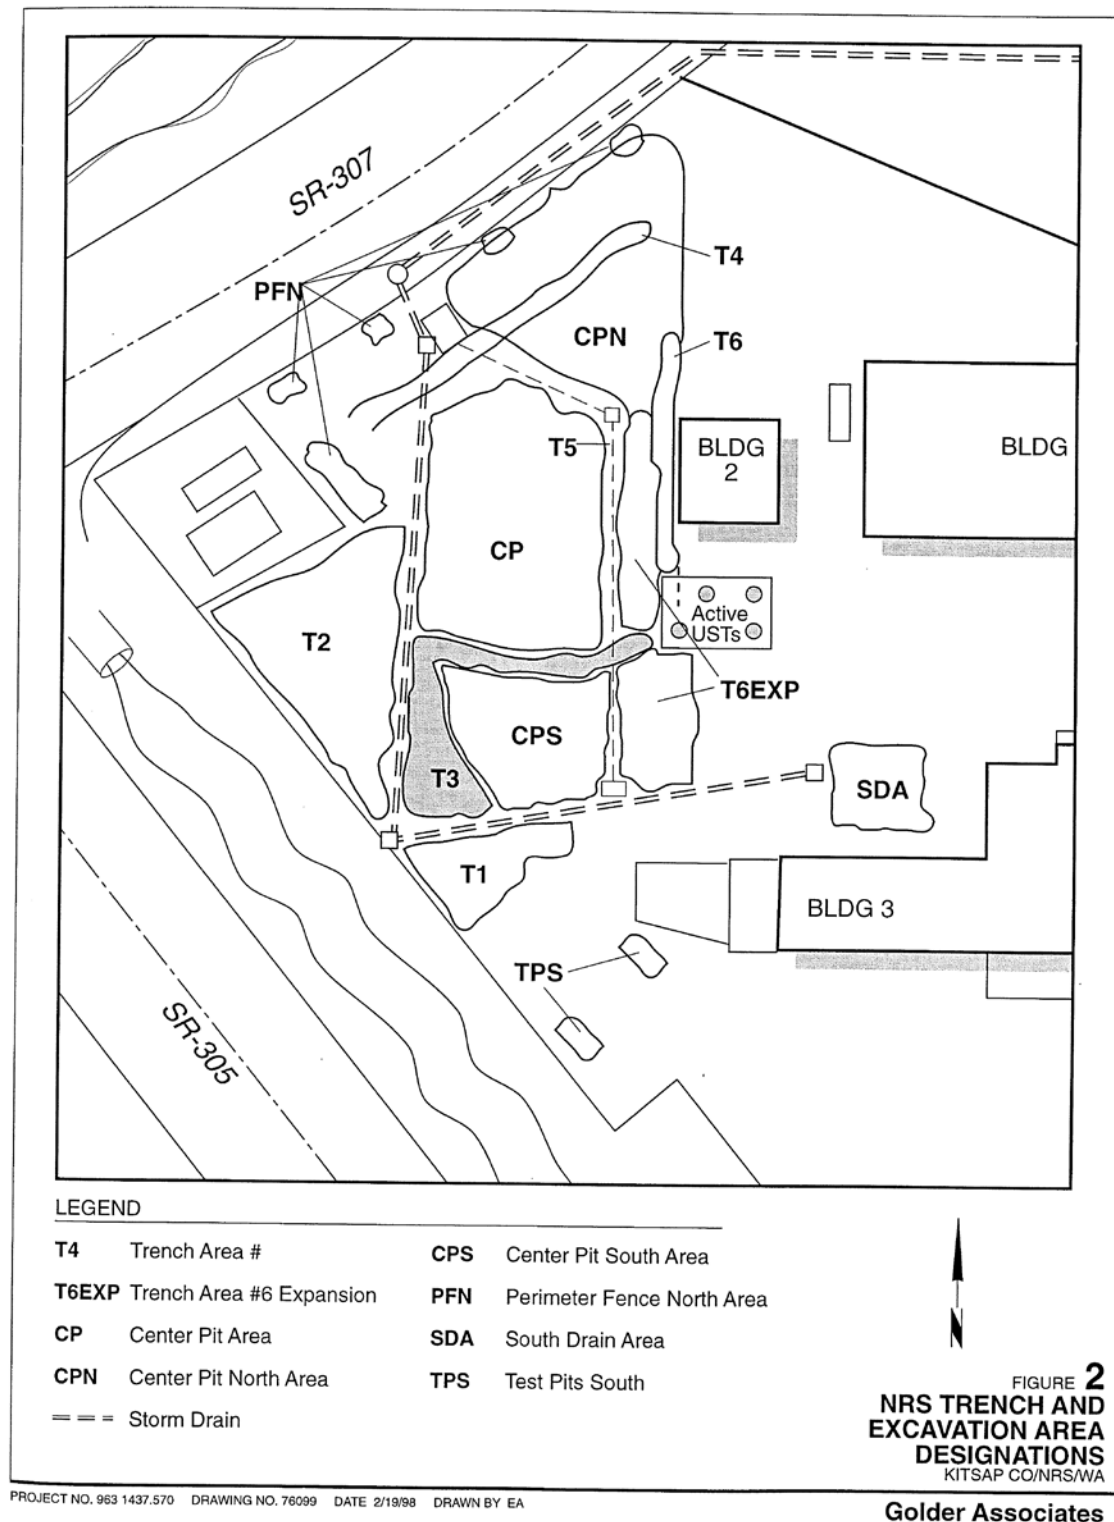 SR-307
PFN
T4
CPN
T6
T5
BLDG
2
BLDG
CP
Active
USTs
T2
T6EXP
CPS
T3
SDA
T1
BLDG 3
TPS
SR-305
LEGEND
T4 Trench Area #
T6EXP Trench Area #6 Expansion
CP Center Pit Area
CPN Center Pit North Area
Storm Drain
CPS Center Pit South Area
PFN Perimeter Fence North Area
SDA South Drain Area
TPS Test Pits South
N
FIGURE 2
NRS TRENCH AND
EXCAVATION AREA
DESIGNATIONS
KITSAP CO/NRS/WA
PROJECT NO. 963 1437.570 DRAWING NO. 76099 DATE 2/19/98 DRAWN BY EA
Golder Associates